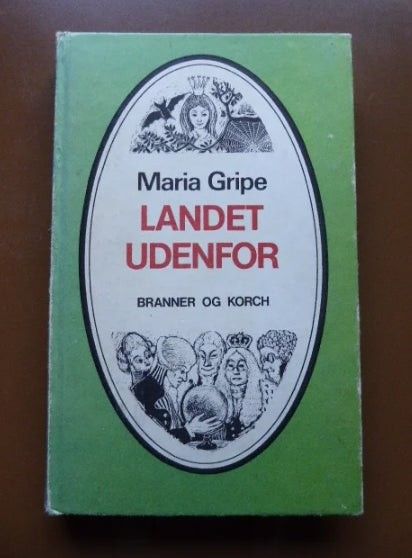 Maria Gripe
LANDET
UDENFOR
BRANNER OG KORCH